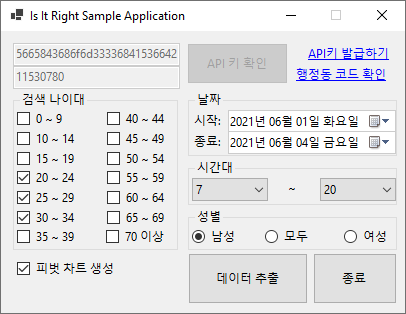 Is It Right Sample Application
5665843686f6d33336841536642
API 키 확인
API키 발급하기
11530780
행정동 코드 확인
검색 나이대
0 ~ 9
40 ~ 44
10 ~ 14
45 ~ 49
15 ~ 19
50 ~ 54
20 ~ 24
55 ~ 59
25 ~ 29
60 ~ 64
30 ~ 34
65 ~ 69
35 ~ 39
70 이상
피벗 차트 생성
날짜
시작: 2021년 06월 01일 화요일
종료: 2021년 06월 04일 금요일
시간대
7 ~ 20
성별
남성 모두 여성
데이터 추출
종료